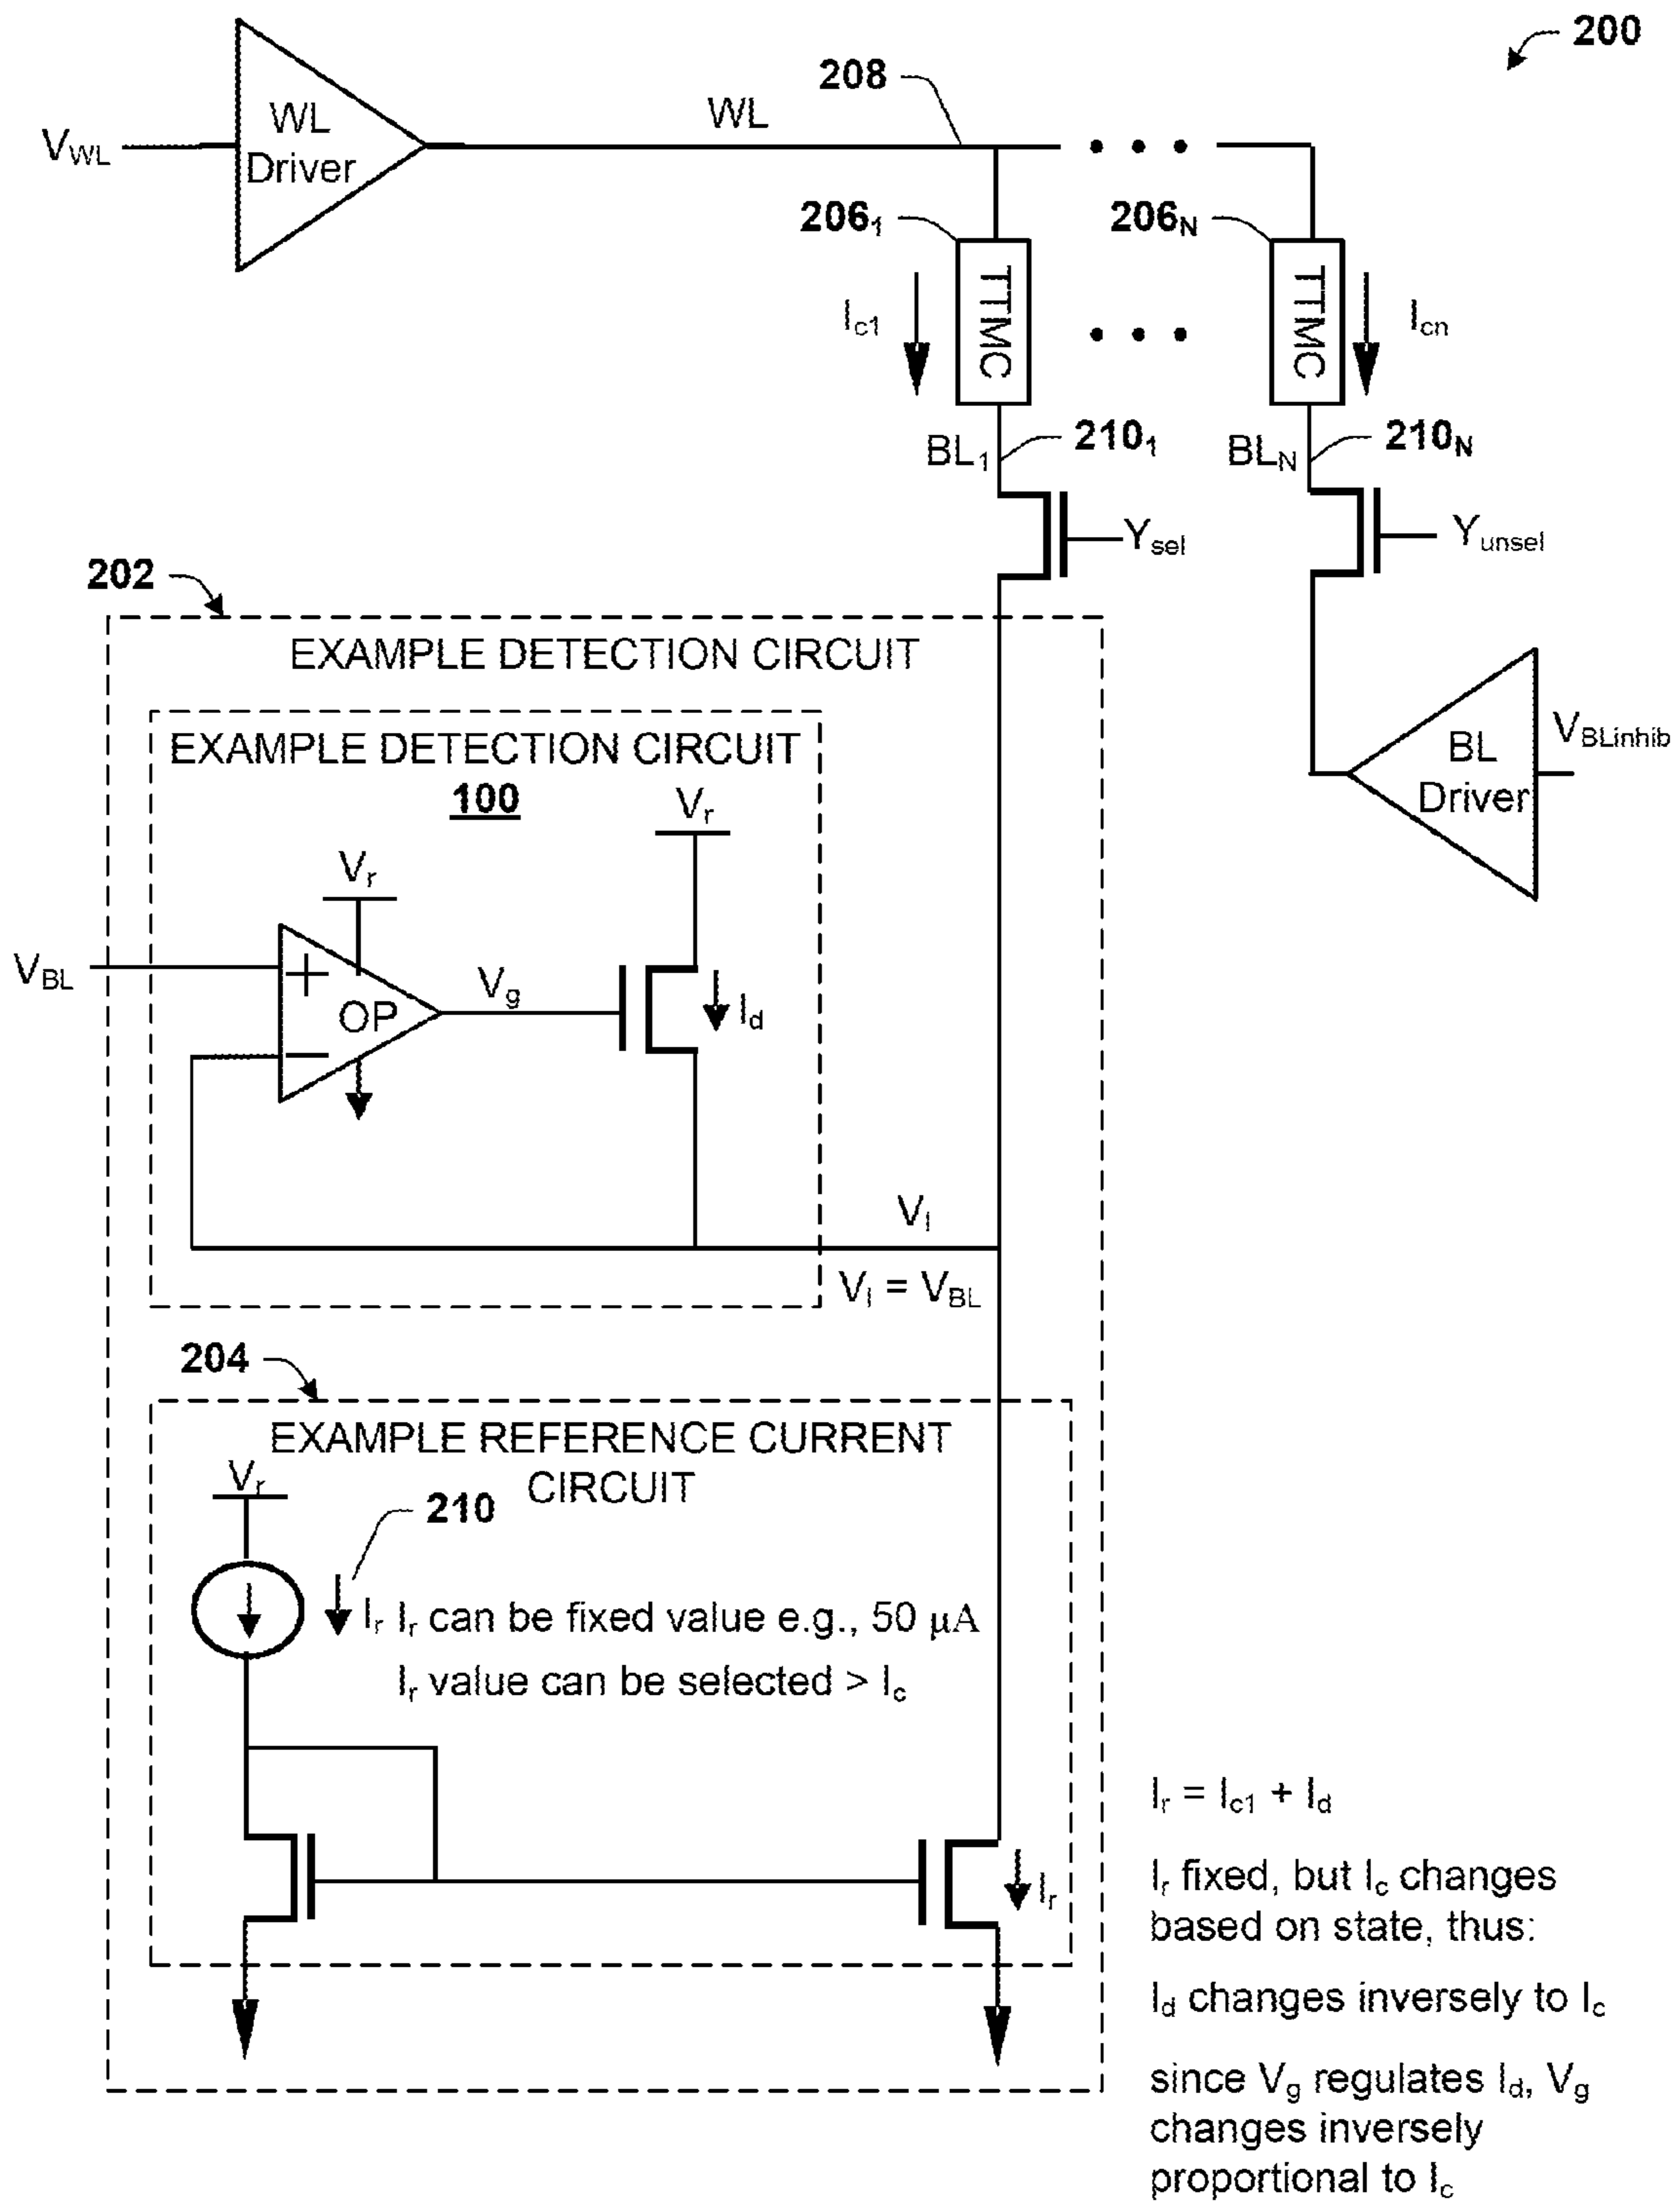 200
208
WL
V_WL
WL
Driver
206_1
206_N
TTMC
TTMC
I_c1
I_cn
BL_1
210_1
BL_N
210_N
Y_sel
Y_unsel
202
EXAMPLE DETECTION CIRCUIT
EXAMPLE DETECTION CIRCUIT
100
V_r
V_r
V_BLinhib
BL
Driver
V_BL
+
OP
−
V_g
I_d
V_I
V_I = V_BL
204
EXAMPLE REFERENCE CURRENT
CIRCUIT
V_r
210
I_r I_r can be fixed value e.g., 50 µA
I_r value can be selected > I_c
I_r
I_r = I_c1 + I_d
I_r fixed, but I_c changes
based on state, thus:
I_d changes inversely to I_c
since V_g regulates I_d, V_g
changes inversely
proportional to I_c